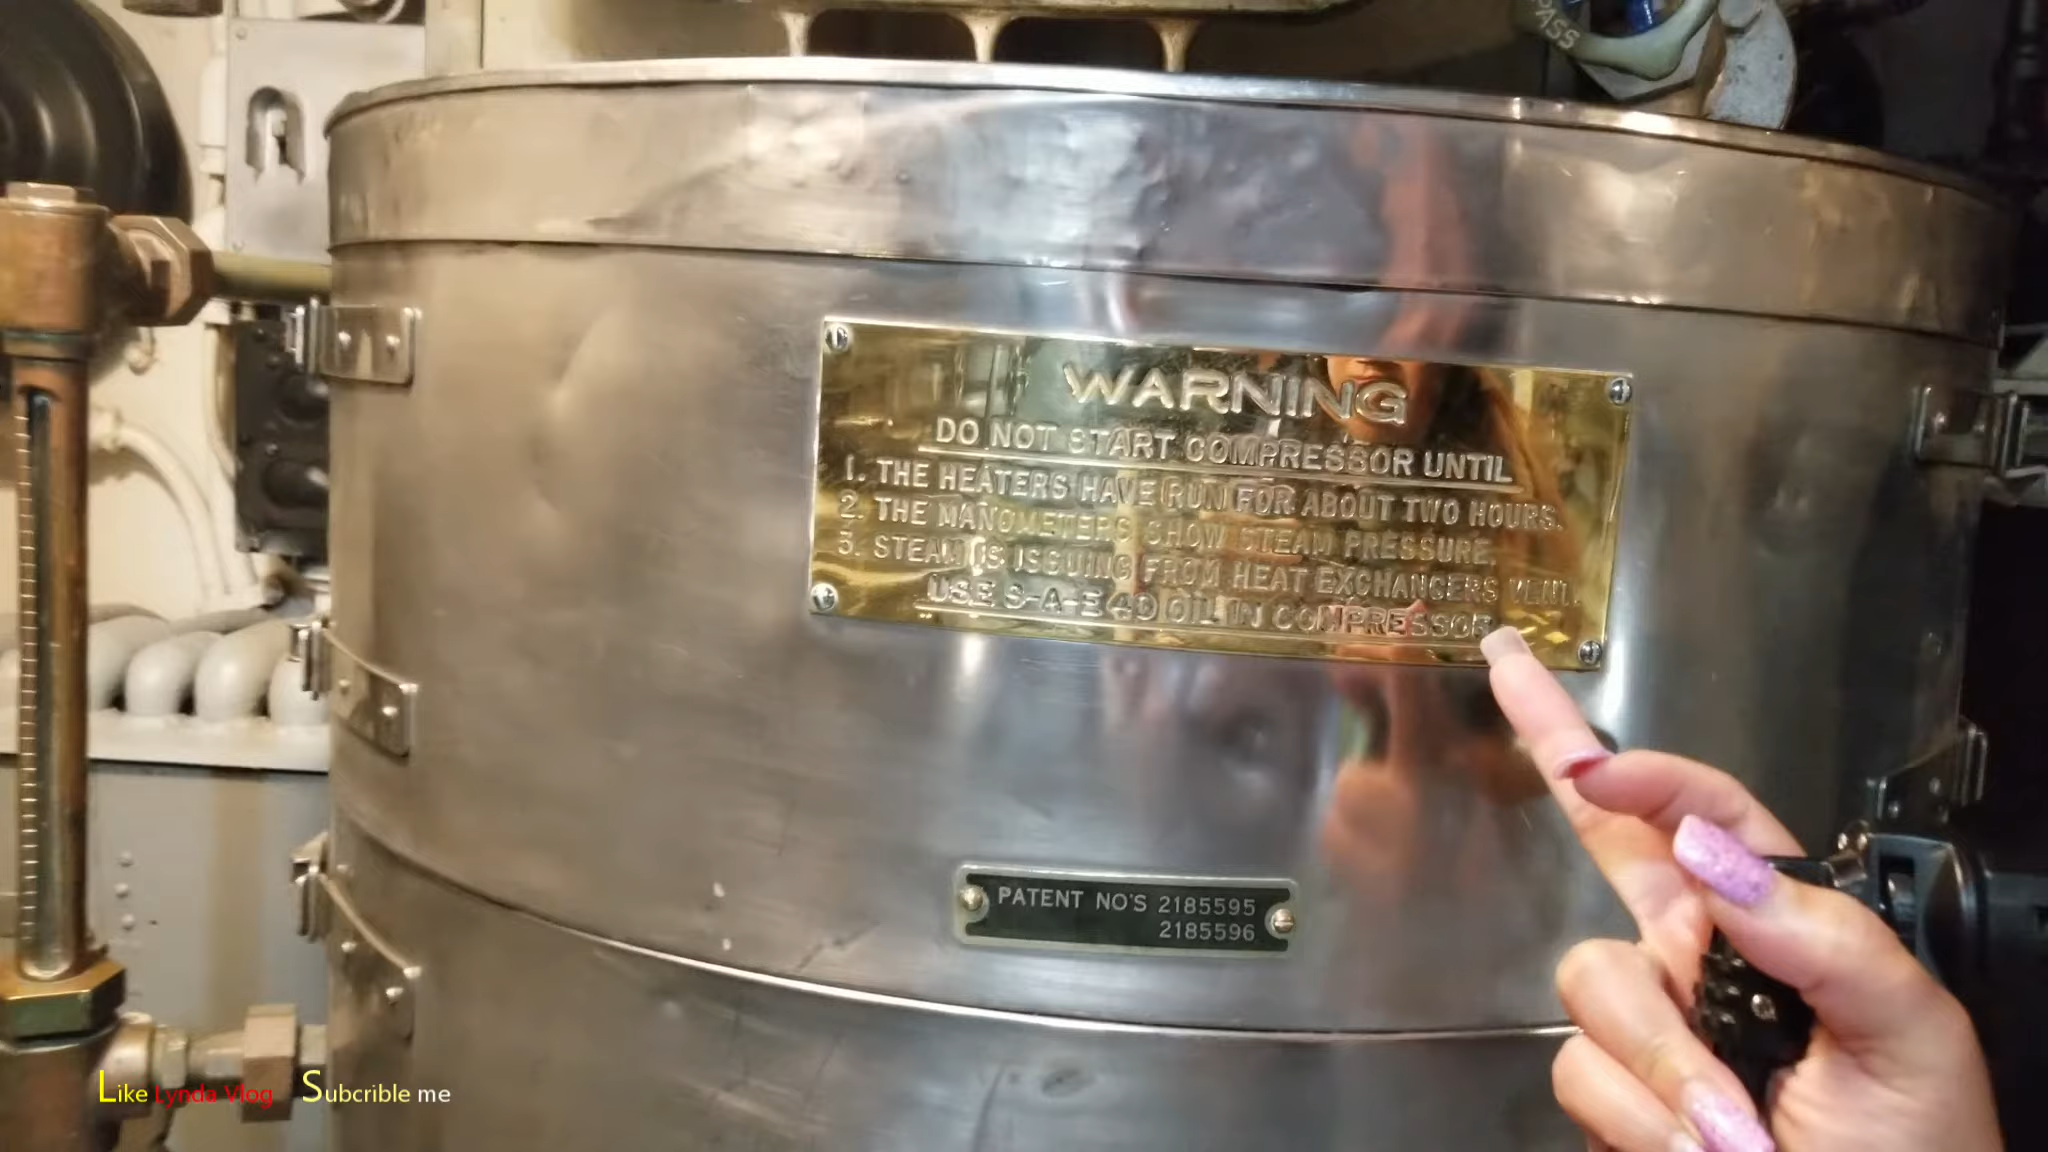 PASS
WARNING
DO NOT START COMPRESSOR UNTIL
1. THE HEATERS HAVE RUN FOR ABOUT TWO HOURS.
2. THE MANOMETERS SHOW STEAM PRESSURE.
3. STEAM IS ISSUING FROM HEAT EXCHANGERS VENT.
USE S-A-E 40 OIL IN COMPRESSOR
PATENT NO'S 2185595
2185596
Like Lynda Vlog Subcrible me